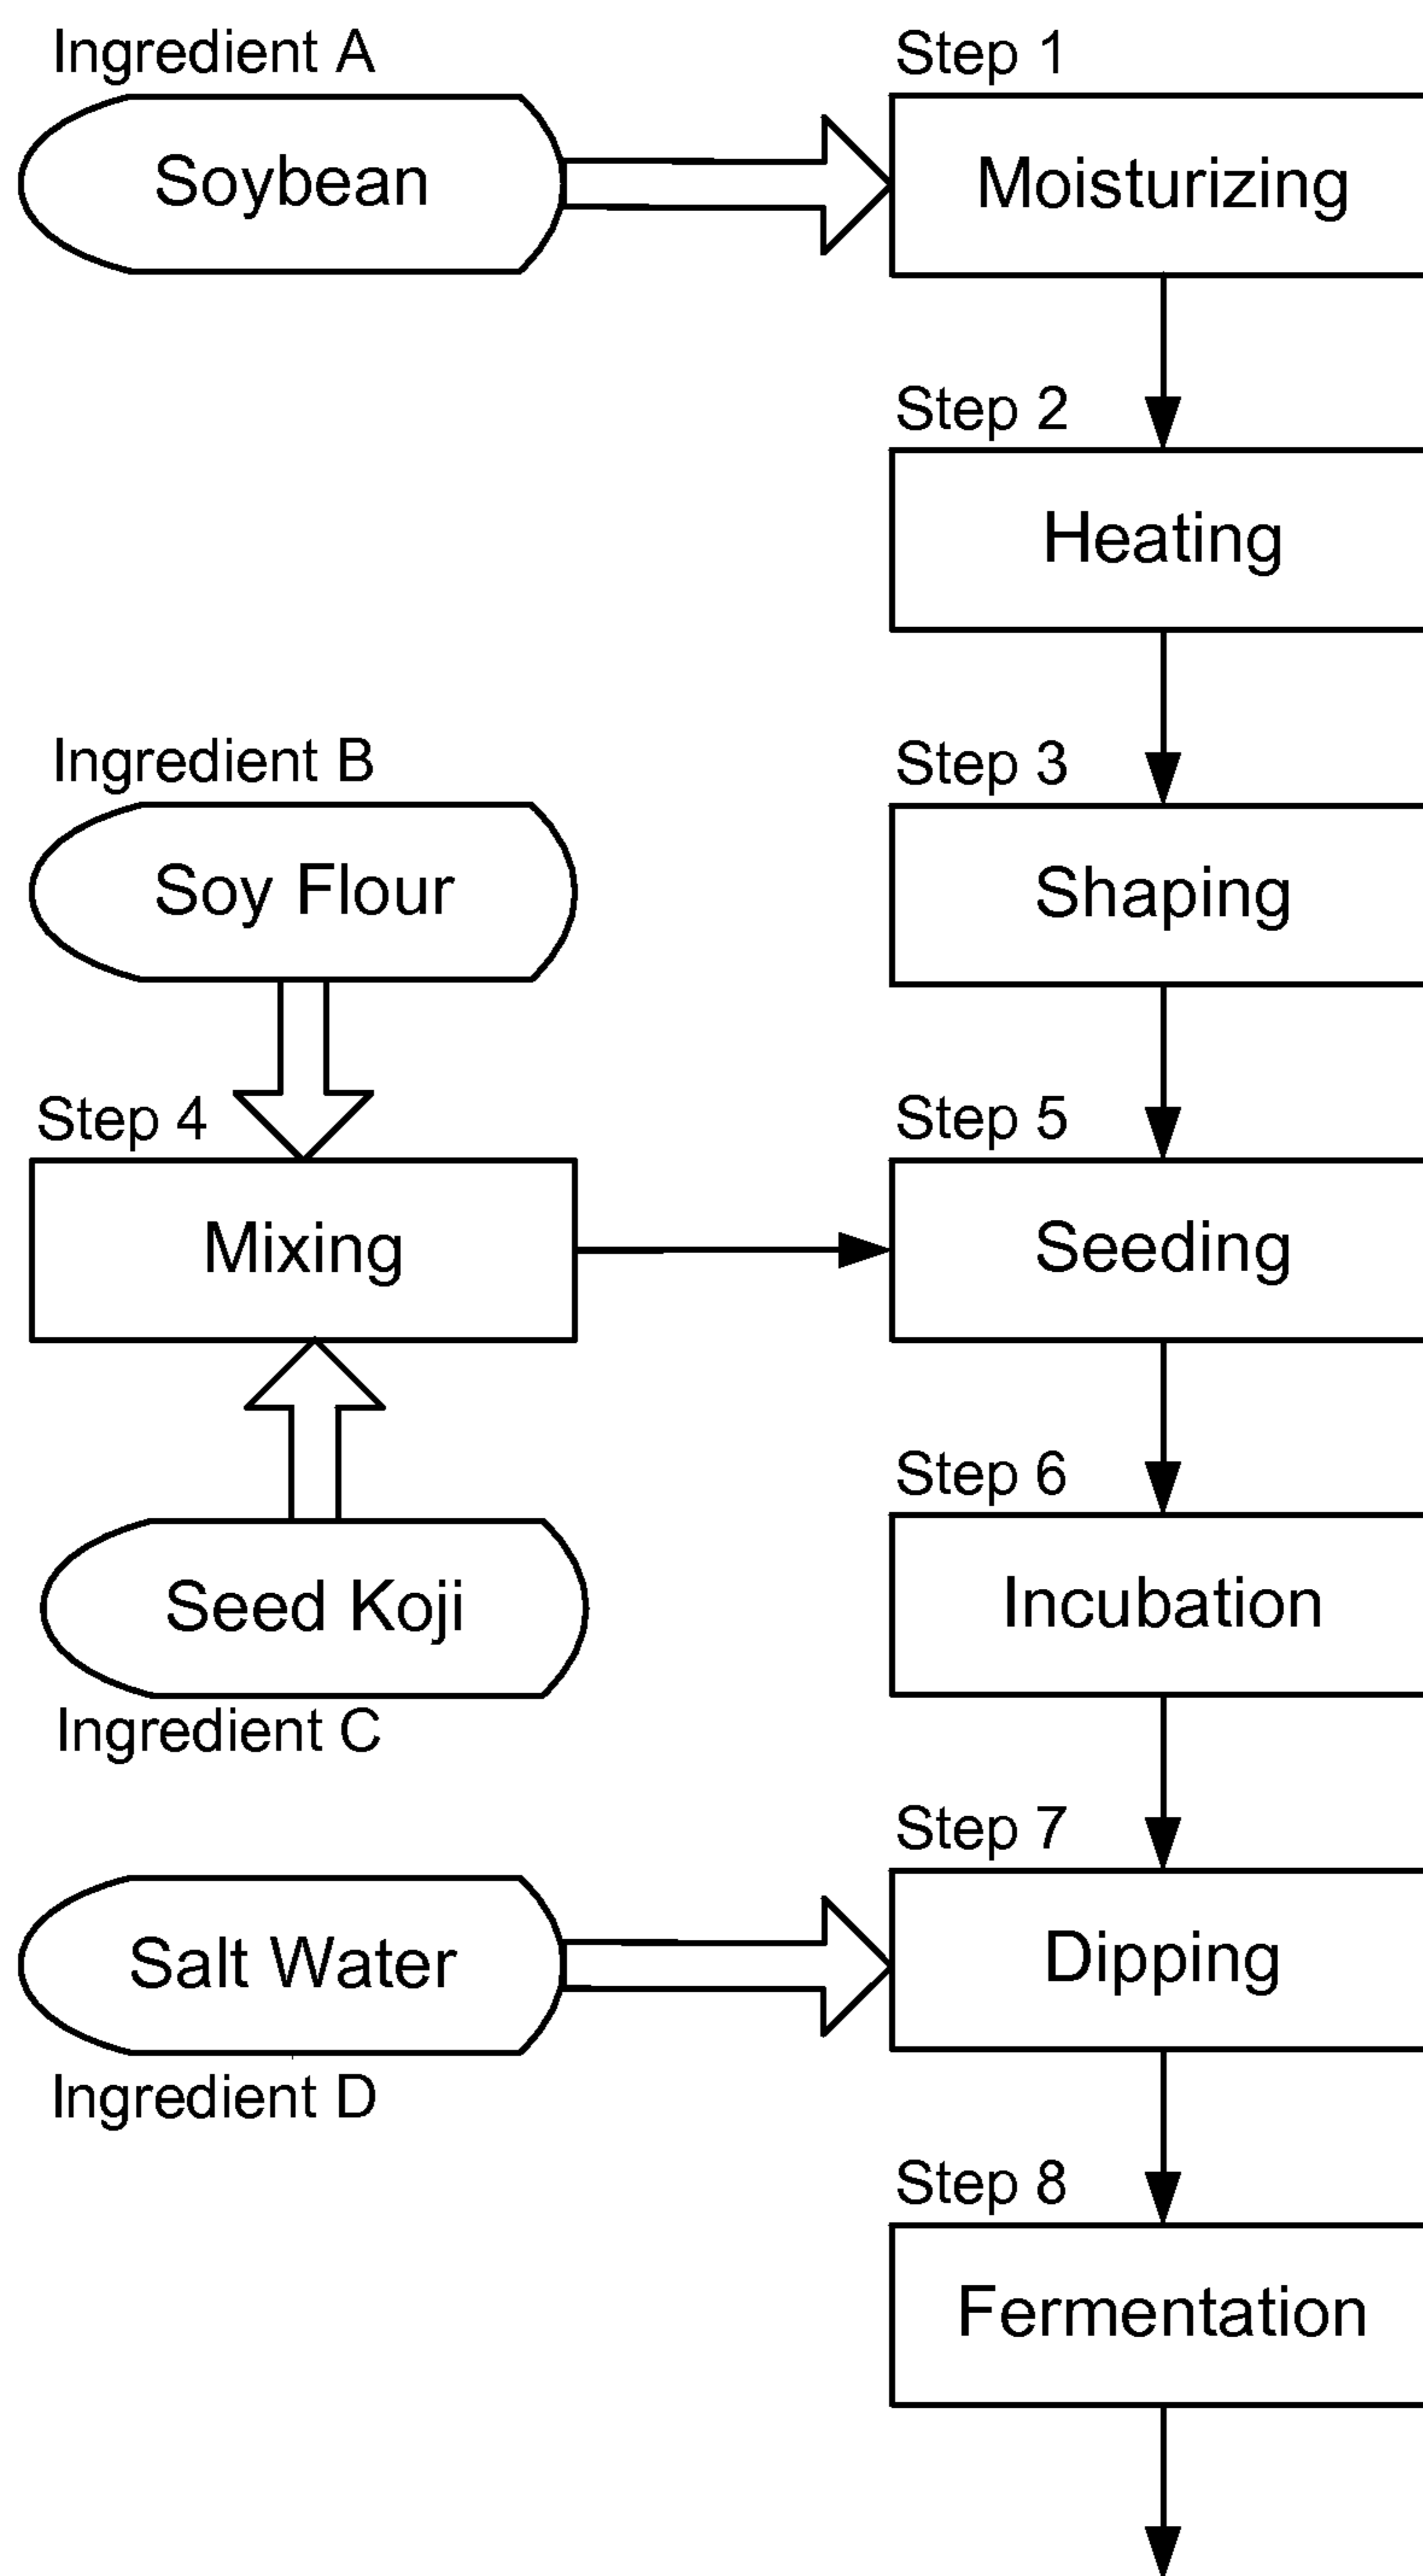 Ingredient A
Soybean
Step 1
Moisturizing
Step 2
Heating
Ingredient B
Soy Flour
Step 3
Shaping
Step 4
Mixing
Step 5
Seeding
Seed Koji
Ingredient C
Step 6
Incubation
Salt Water
Ingredient D
Step 7
Dipping
Step 8
Fermentation